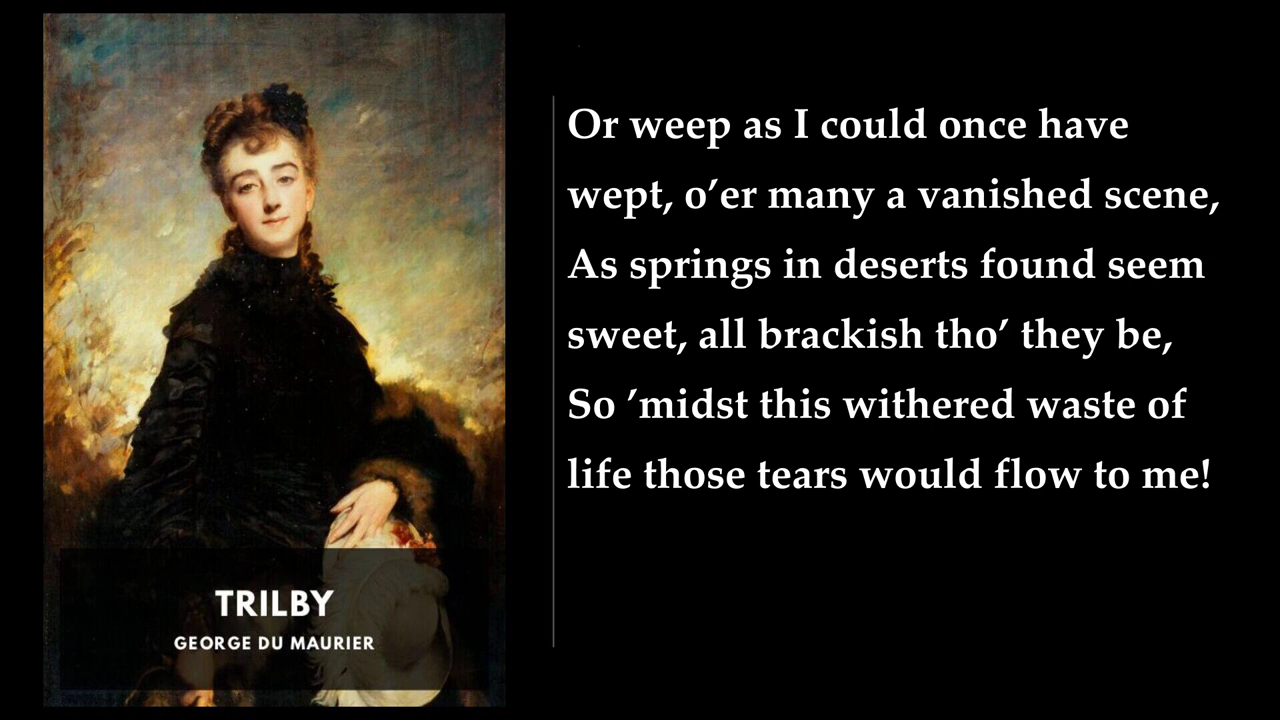 Or weep as I could once have
wept, o’er many a vanished scene,
As springs in deserts found seem
sweet, all brackish tho’ they be,
So ’midst this withered waste of
life those tears would flow to me!
TRILBY
GEORGE DU MAURIER